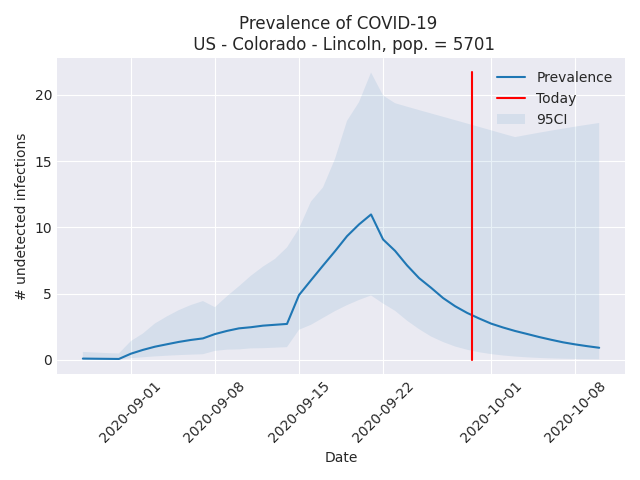 Prevalence of COVID-19
US - Colorado - Lincoln, pop. = 5701
Prevalence
Today
95CI
# undetected infections
20
15
10
5
0
2020-09-01
2020-09-08
2020-09-15
2020-09-22
2020-10-01
2020-10-08
Date